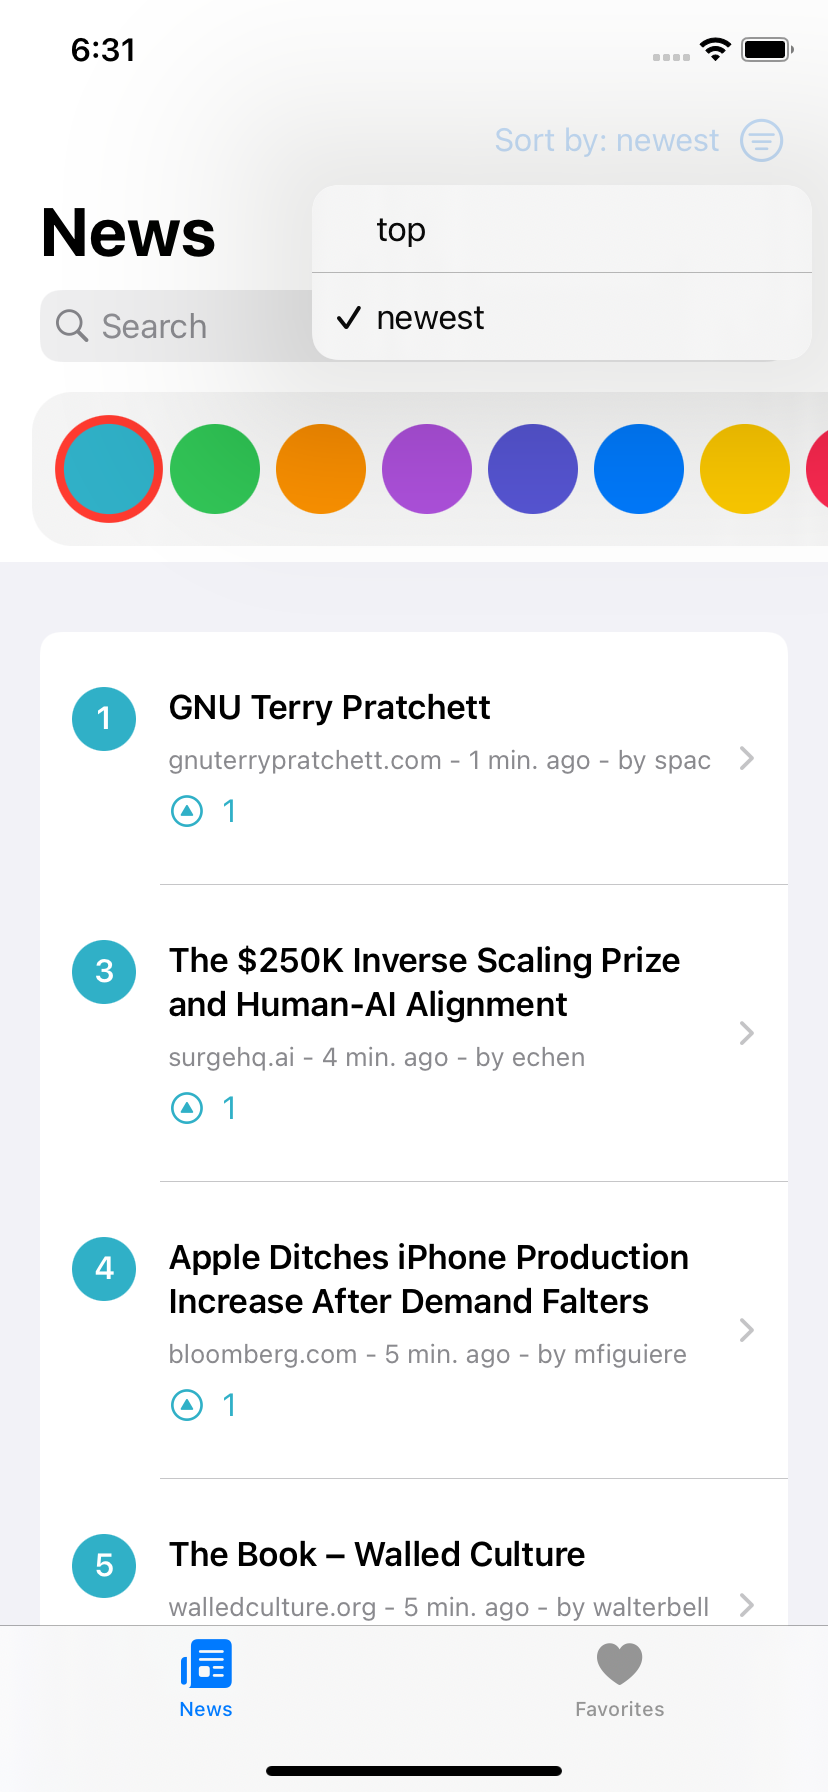 6:31
Sort by: newest
News
top
newest
Search
1
GNU Terry Pratchett
gnuterrypratchett.com - 1 min. ago - by spac
1
3
The $250K Inverse Scaling Prize
and Human-AI Alignment
surgehq.ai - 4 min. ago - by echen
1
4
Apple Ditches iPhone Production
Increase After Demand Falters
bloomberg.com - 5 min. ago - by mfiguiere
1
5
The Book – Walled Culture
walledculture.org - 5 min. ago - by walterbell
News
Favorites